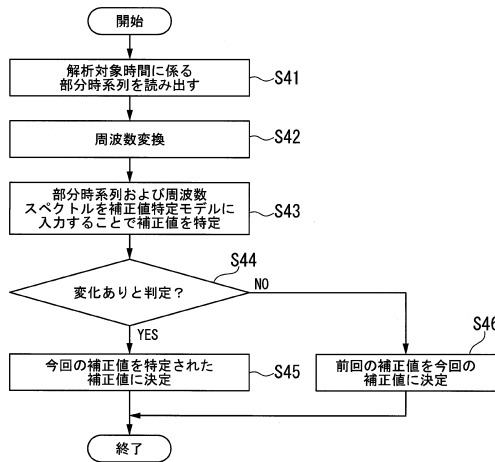 開始
解析対象時間に係る
部分時系列を読み出す
S41
周波数変換
S42
部分時系列および周波数
スペクトルを補正値特定モデルに
入力することで補正値を特定
S43
変化ありと判定？
S44
NO
YES
今回の補正値を特定された
補正値に決定
S45
前回の補正値を今回の
補正値に決定
S46
終了